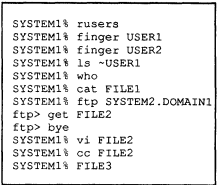 SYSTEM1% rusers
SYSTEM1% finger USER1
SYSTEM1% finger USER2
SYSTEM1% ls ~USER1
SYSTEM1% who
SYSTEM1% cat FILE1
SYSTEM1% ftp SYSTEM2.DOMAIN1
ftp> get FILE2
ftp> bye
SYSTEM1% vi FILE2
SYSTEM1% cc FILE2
SYSTEM1% FILE3